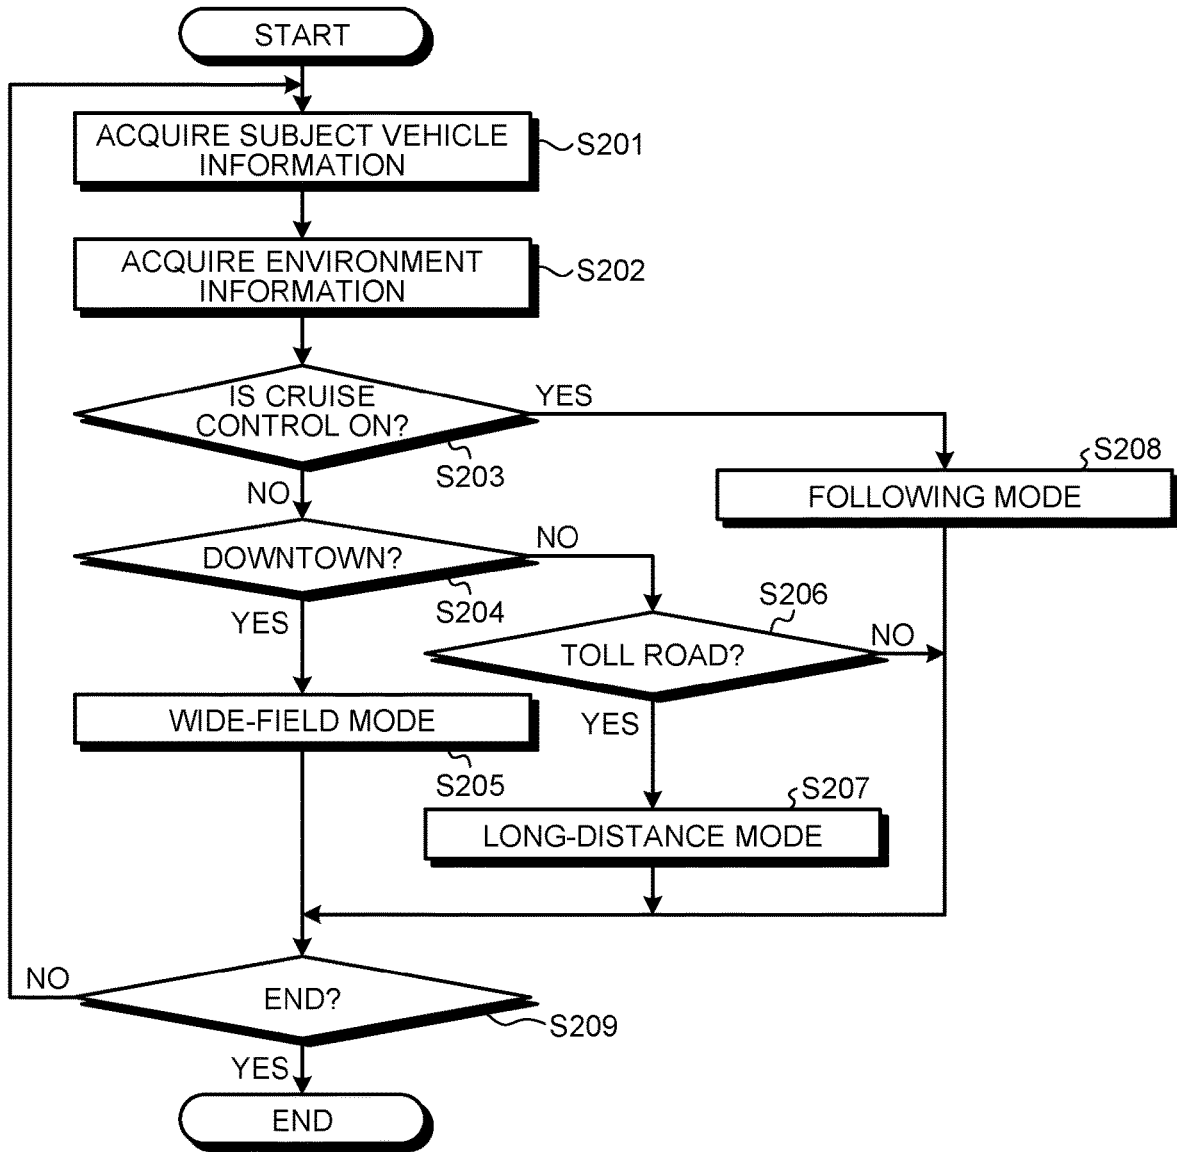 START
ACQUIRE SUBJECT VEHICLE
INFORMATION
S201
ACQUIRE ENVIRONMENT
INFORMATION
S202
IS CRUISE
CONTROL ON?
YES
S203
NO
S208
FOLLOWING MODE
DOWNTOWN?
NO
S204
YES
S206
TOLL ROAD?
NO
YES
WIDE-FIELD MODE
S205
S207
LONG-DISTANCE MODE
NO
END?
S209
YES
END